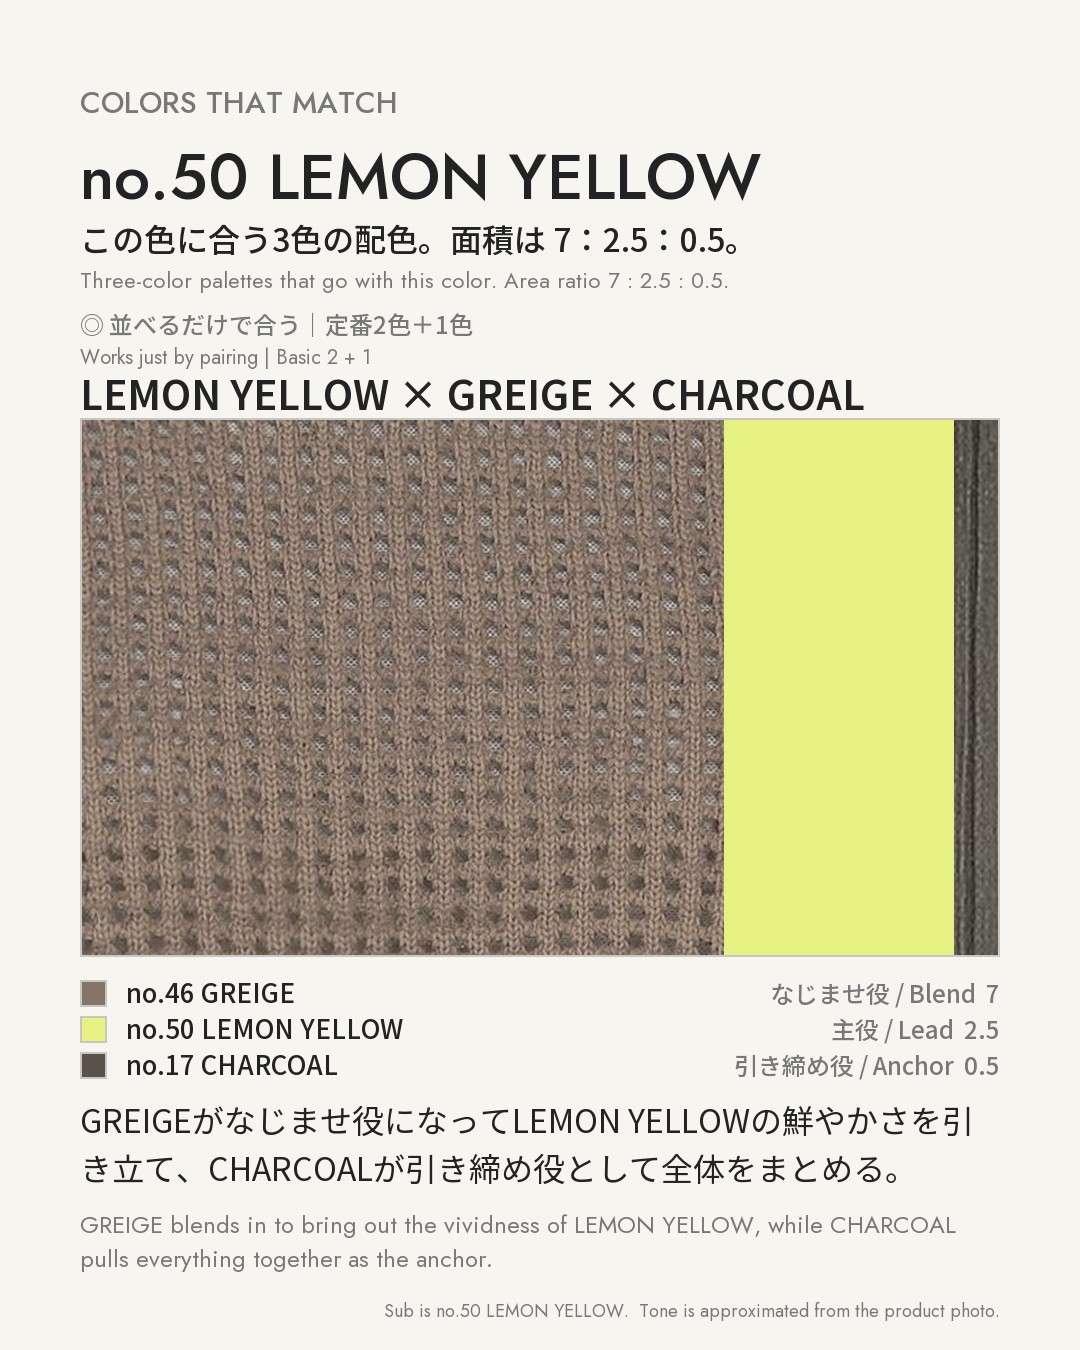 COLORS THAT MATCH
no.50 LEMON YELLOW
この色に合う3色の配色。面積は 7：2.5：0.5。
Three-color palettes that go with this color. Area ratio 7 : 2.5 : 0.5.
◎ 並べるだけで合う｜定番2色＋1色
Works just by pairing | Basic 2 + 1
LEMON YELLOW × GREIGE × CHARCOAL
no.46 GREIGE なじませ役 / Blend 7
no.50 LEMON YELLOW 主役 / Lead 2.5
no.17 CHARCOAL 引き締め役 / Anchor 0.5
GREIGEがなじませ役になってLEMON YELLOWの鮮やかさを引
き立て、CHARCOALが引き締め役として全体をまとめる。
GREIGE blends in to bring out the vividness of LEMON YELLOW, while CHARCOAL
pulls everything together as the anchor.
Sub is no.50 LEMON YELLOW. Tone is approximated from the product photo.